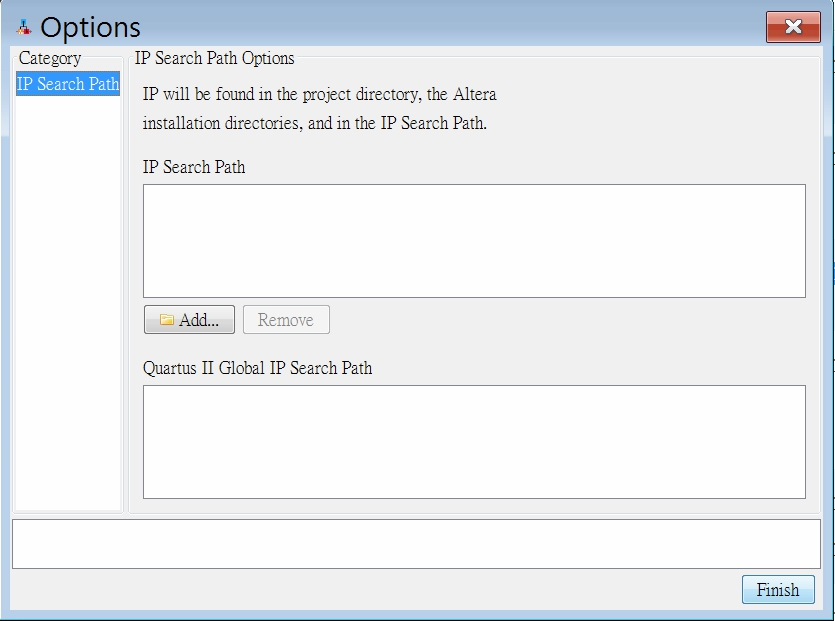 Options
Category
IP Search Path
IP Search Path Options
IP will be found in the project directory, the Altera
installation directories, and in the IP Search Path.
IP Search Path
Add...
Remove
Quartus II Global IP Search Path
Finish